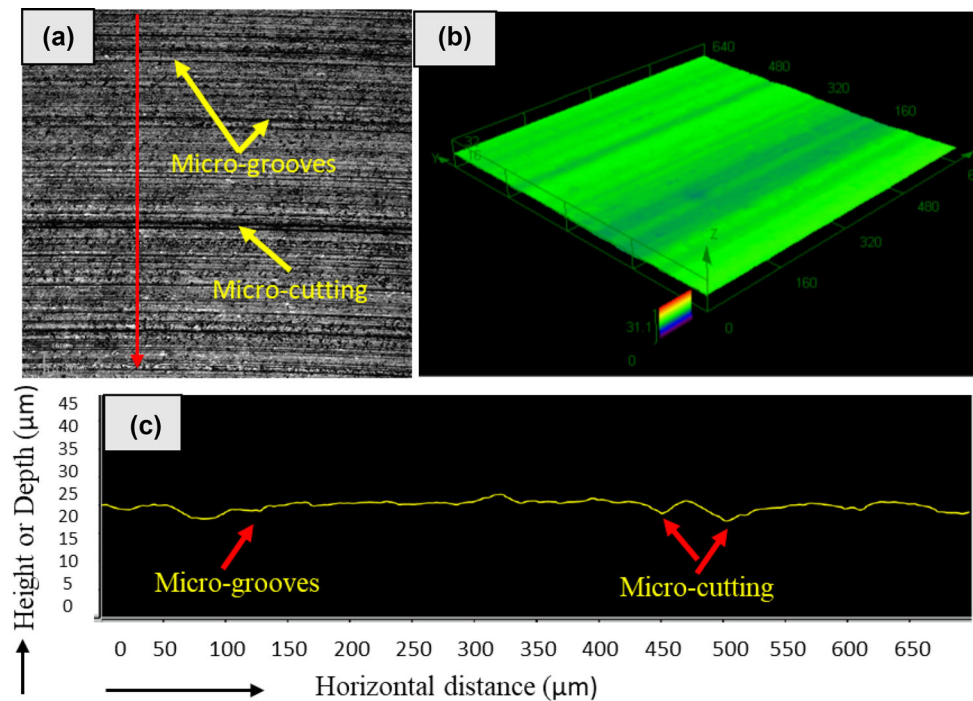 (a)
Micro-grooves
Micro-cutting
(b)
640
480
320
160
32
16
Y
Z
480
320
160
0
31.1
0
(c)
45
40
35
30
25
20
15
10
5
0
Height or Depth (μm)
Micro-grooves
Micro-cutting
0 50 100 150 200 250 300 350 400 450 500 550 600 650
Horizontal distance (μm)